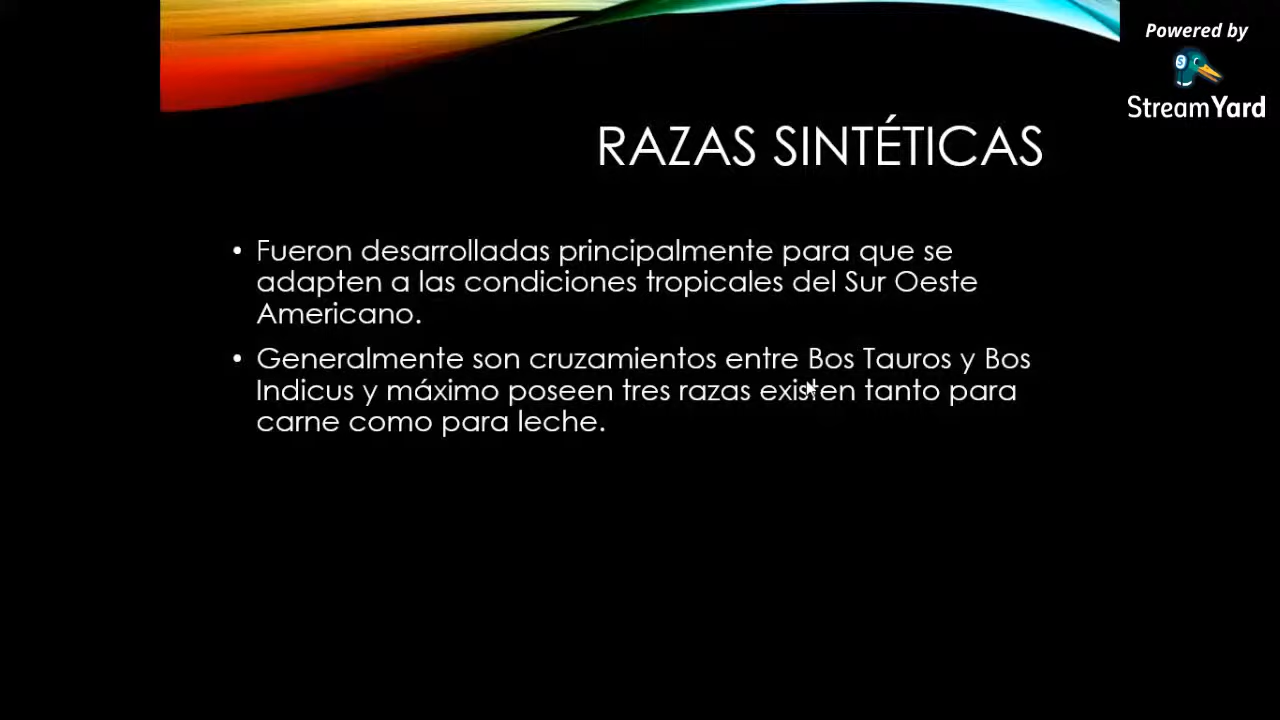 Powered by
StreamYard
RAZAS SINTÉTICAS
• Fueron desarrolladas principalmente para que se
adapten a las condiciones tropicales del Sur Oeste
Americano.
• Generalmente son cruzamientos entre Bos Tauros y Bos
Indicus y máximo poseen tres razas existen tanto para
carne como para leche.